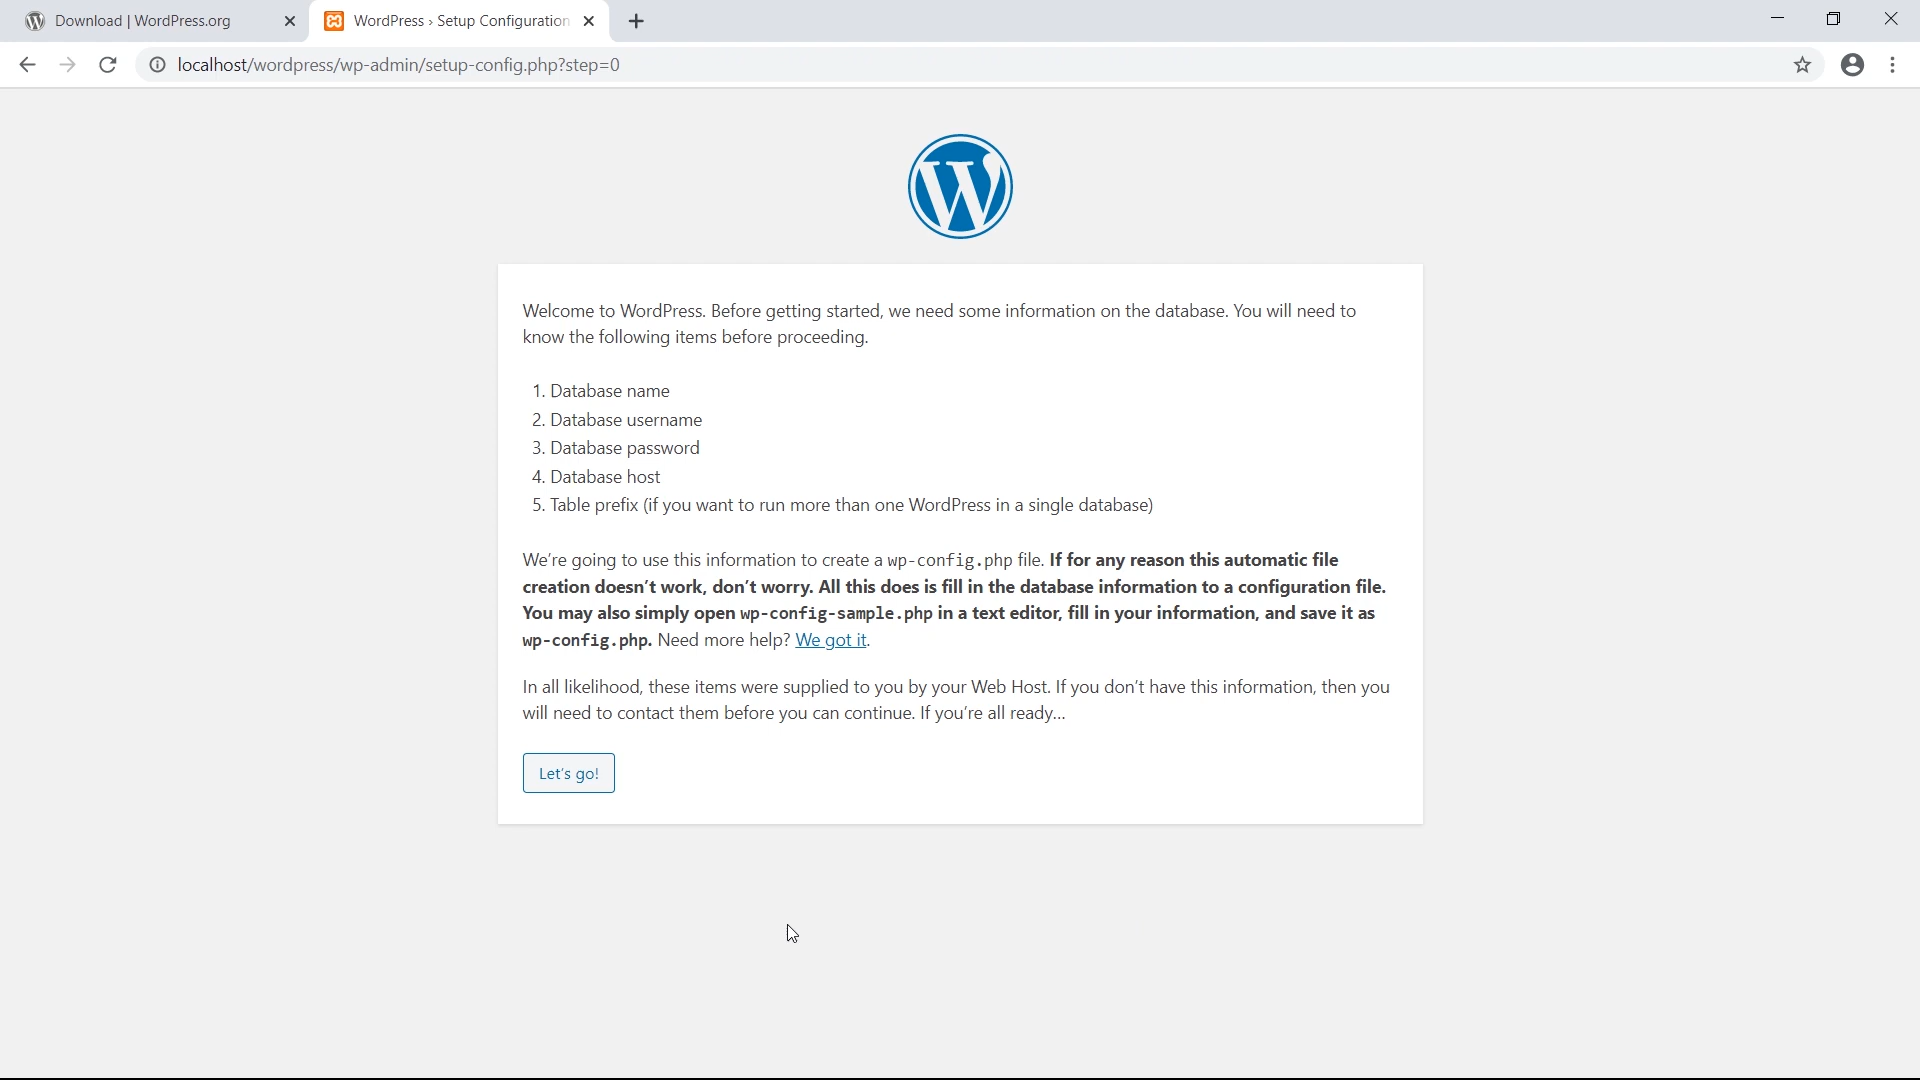 Download | WordPress.org
WordPress › Setup Configuration
localhost/wordpress/wp-admin/setup-config.php?step=0
Welcome to WordPress. Before getting started, we need some information on the database. You will need to
know the following items before proceeding.
1. Database name
2. Database username
3. Database password
4. Database host
5. Table prefix (if you want to run more than one WordPress in a single database)
We’re going to use this information to create a wp-config.php file. If for any reason this automatic file
creation doesn’t work, don’t worry. All this does is fill in the database information to a configuration file.
You may also simply open wp-config-sample.php in a text editor, fill in your information, and save it as
wp-config.php. Need more help? We got it.
In all likelihood, these items were supplied to you by your Web Host. If you don’t have this information, then you
will need to contact them before you can continue. If you’re all ready…
Let’s go!